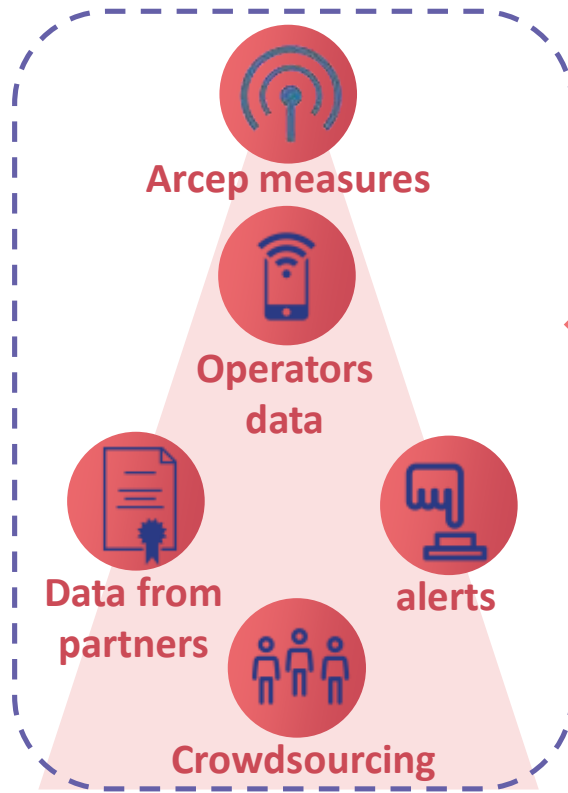 Arcep measures
Operators
data
Data from
partners
alerts
Crowdsourcing